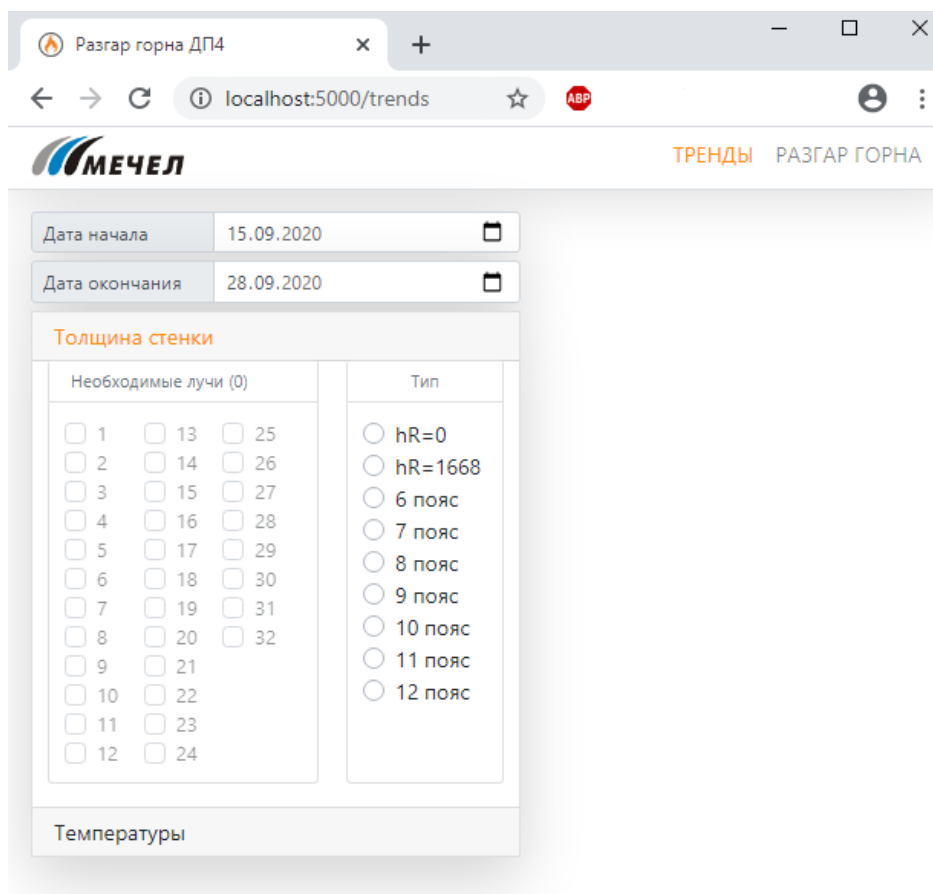 Разгар горна ДП4
localhost:5000/trends
ABP
мечел
ТРЕНДЫ РАЗГАР ГОРНА
Дата начала 15.09.2020
Дата окончания 28.09.2020
Толщина стенки
Необходимые лучи (0) Тип
1 13 25 hR=0
2 14 26 hR=1668
3 15 27 6 пояс
4 16 28 7 пояс
5 17 29 8 пояс
6 18 30 9 пояс
7 19 31 10 пояс
8 20 32 11 пояс
9 21 12 пояс
10 22
11 23
12 24
Температуры